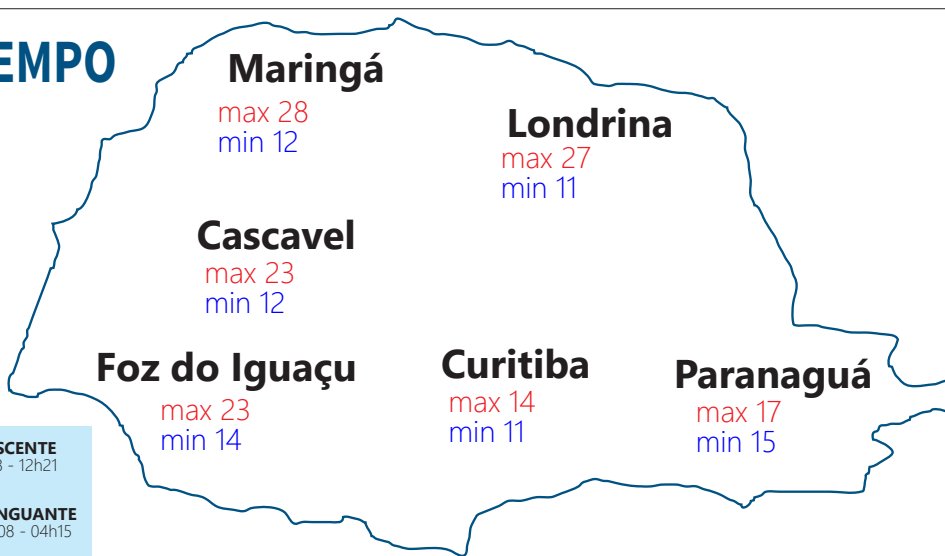 EMPO
Maringá
max 28
min 12
Londrina
max 27
min 11
Cascavel
max 23
min 12
Foz do Iguaçu
max 23
min 14
Curitiba
max 14
min 11
Paranaguá
max 17
min 15
SCENTE
- 12h21
NGUANTE
08 - 04h15